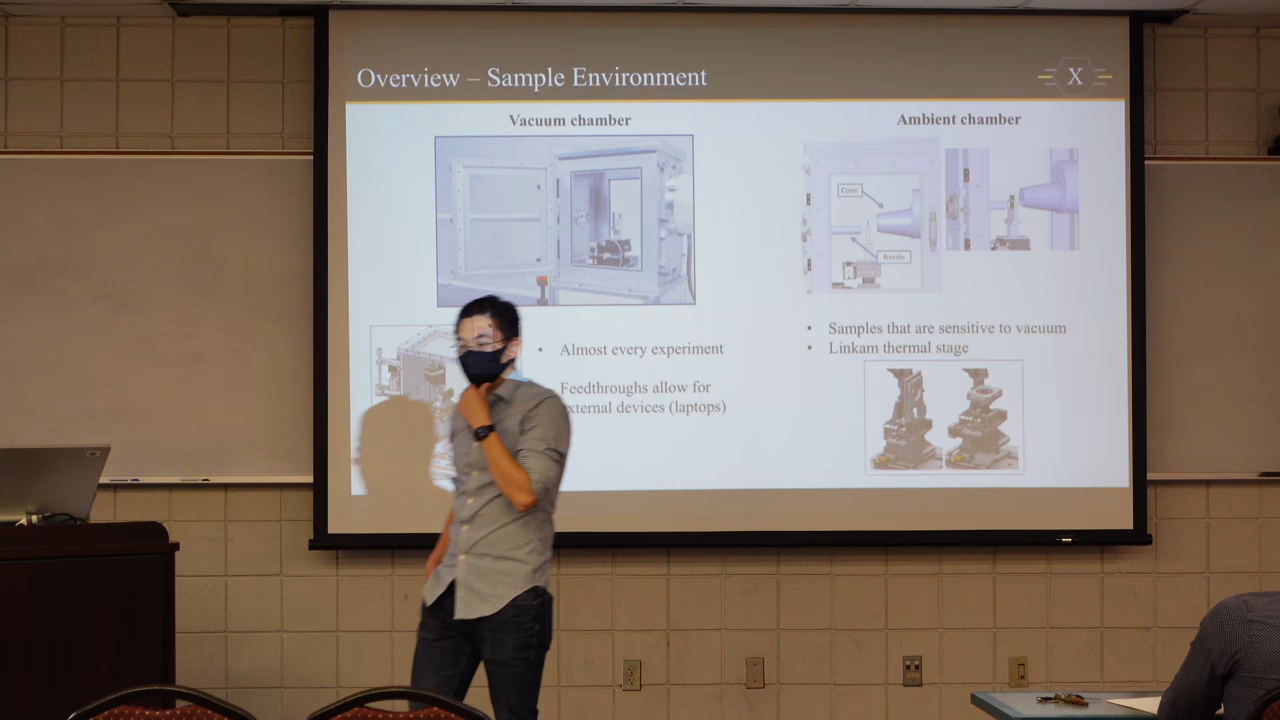 Overview – Sample Environment
X
Vacuum chamber
Ambient chamber
Cone
Nozzle
• Almost every experiment
Feedthroughs allow for
external devices (laptops)
• Samples that are sensitive to vacuum
• Linkam thermal stage